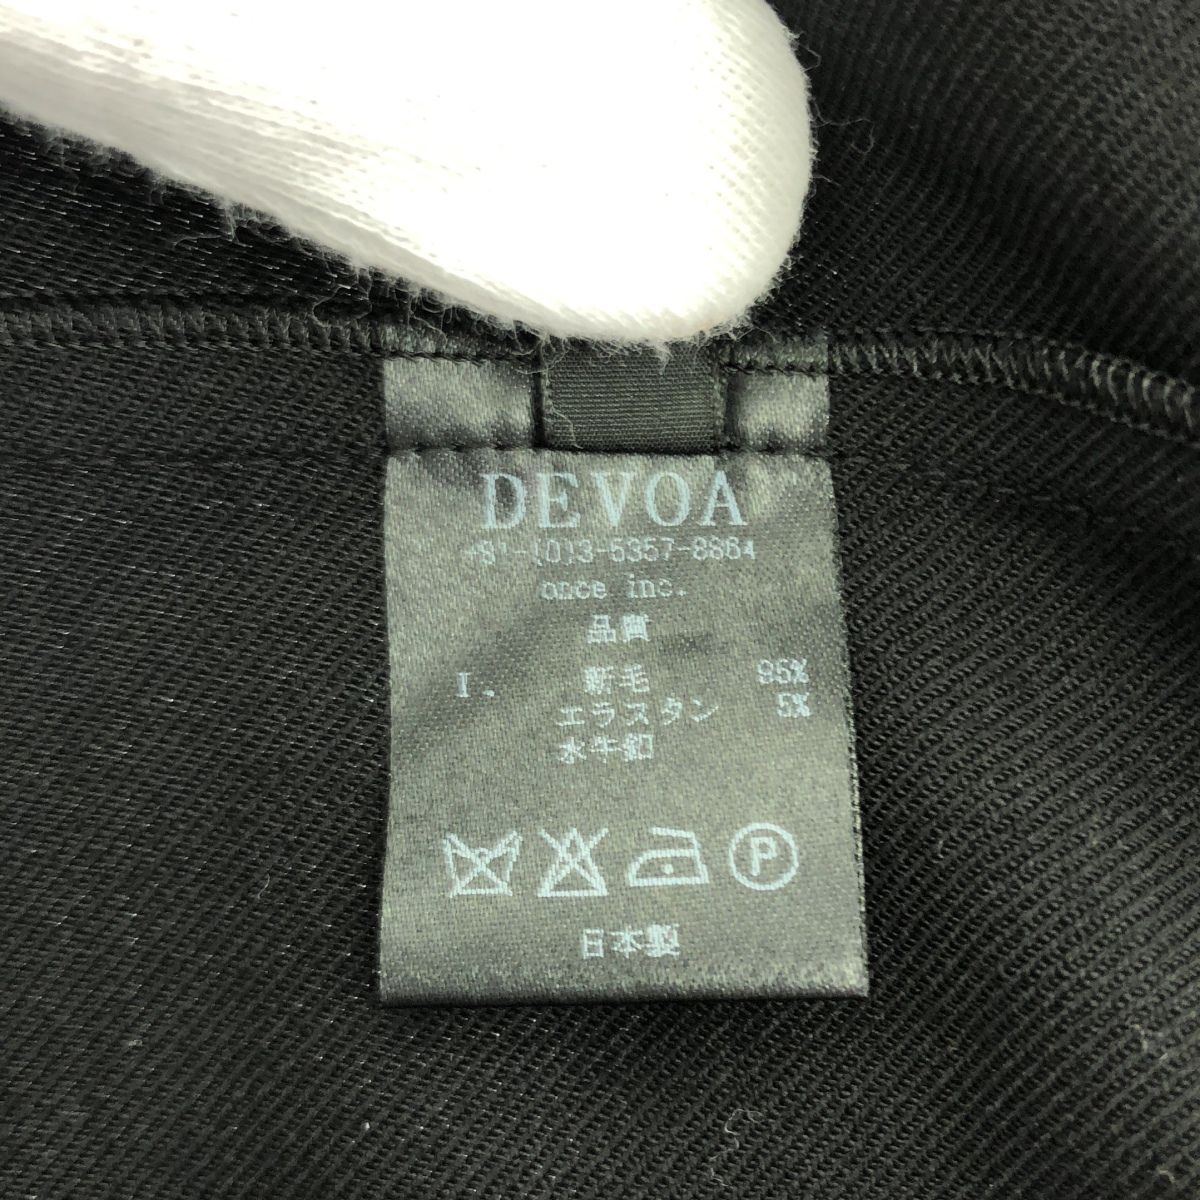 DEVOA
+81-(0)3-5357-8864
once inc.
品質
I. 新毛 95%
エラスタン 5%
水牛釦
P
日本製